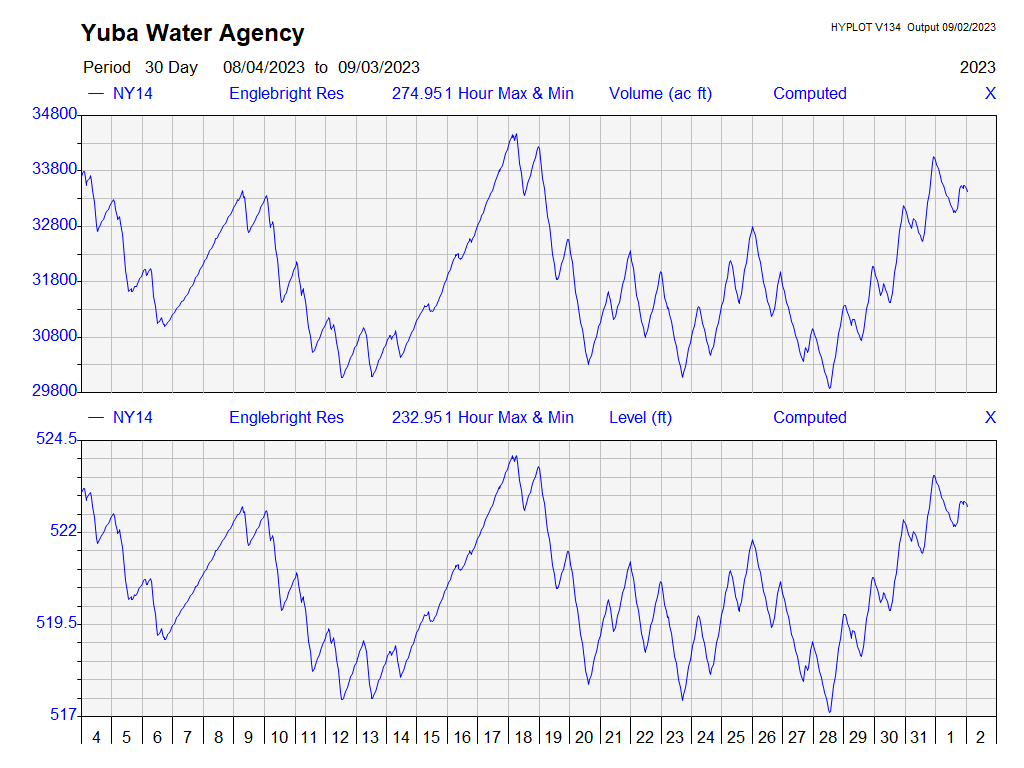 Yuba Water Agency
HYPLOT V134 Output 09/02/2023
Period 30 Day 08/04/2023 to 09/03/2023 2023
NY14 Englebright Res 274.951 Hour Max & Min Volume (ac ft) Computed X
34800
33800
32800
31800
30800
29800
NY14 Englebright Res 232.951 Hour Max & Min Level (ft) Computed X
524.5
522
519.5
517
4 5 6 7 8 9 10 11 12 13 14 15 16 17 18 19 20 21 22 23 24 25 26 27 28 29 30 31 1 2